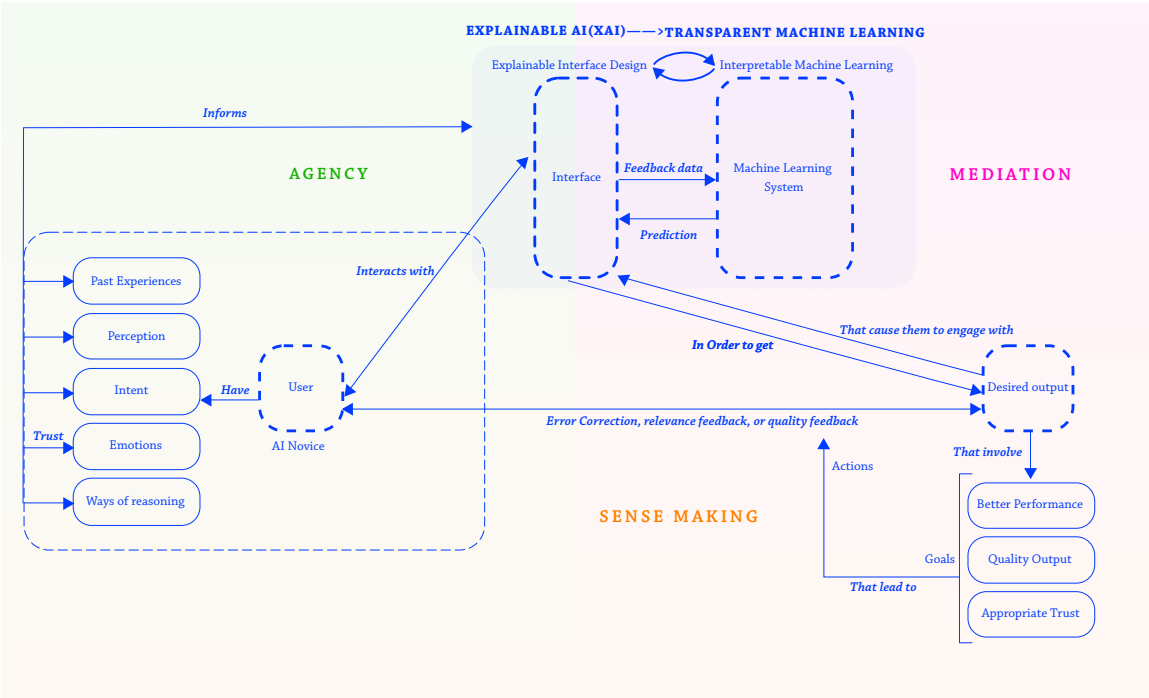 EXPLAINABLE AI(XAI)——>TRANSPARENT MACHINE LEARNING
Explainable Interface Design
Interpretable Machine Learning
Informs
AGENCY
MEDIATION
Interface
Feedback data
Machine Learning
System
Prediction
Interacts with
Past Experiences
Perception
Intent
Trust
Emotions
Ways of reasoning
Have
User
AI Novice
That cause them to engage with
In Order to get
Desired output
Error Correction, relevance feedback, or quality feedback
That involve
Actions
SENSE MAKING
Better Performance
Goals
Quality Output
That lead to
Appropriate Trust